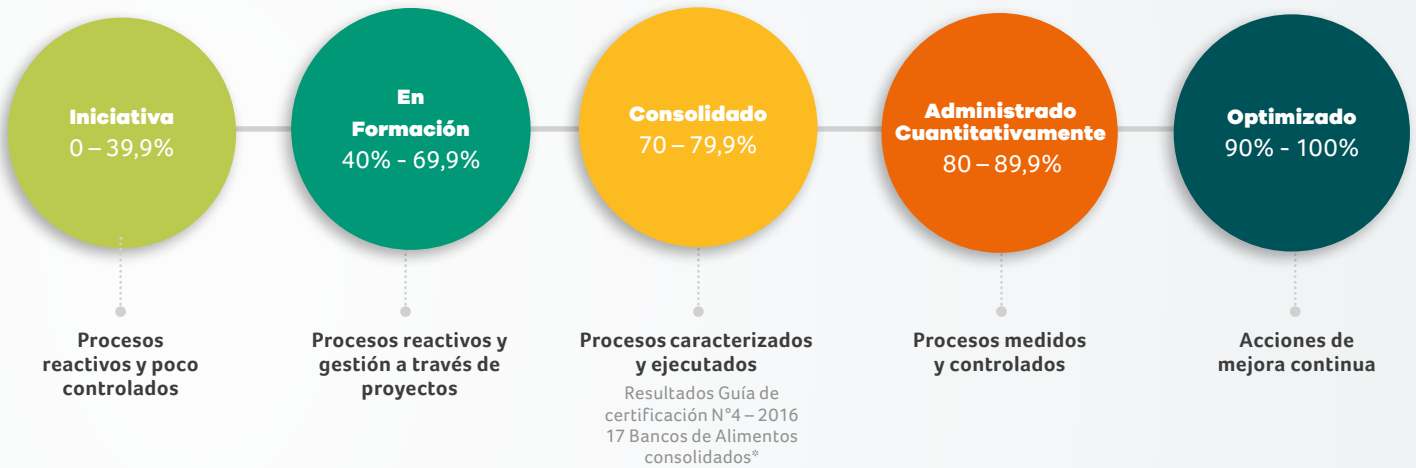 Iniciativa
0 – 39,9%
En
Formación
40% - 69,9%
Consolidado
70 – 79,9%
Administrado
Cuantitativamente
80 – 89,9%
Optimizado
90% - 100%
Procesos
reactivos y poco
controlados
Procesos reactivos y
gestión a través de
proyectos
Procesos caracterizados
y ejecutados
Resultados Guía de
certificación N°4 – 2016
17 Bancos de Alimentos
consolidados*
Procesos medidos
y controlados
Acciones de
mejora continua